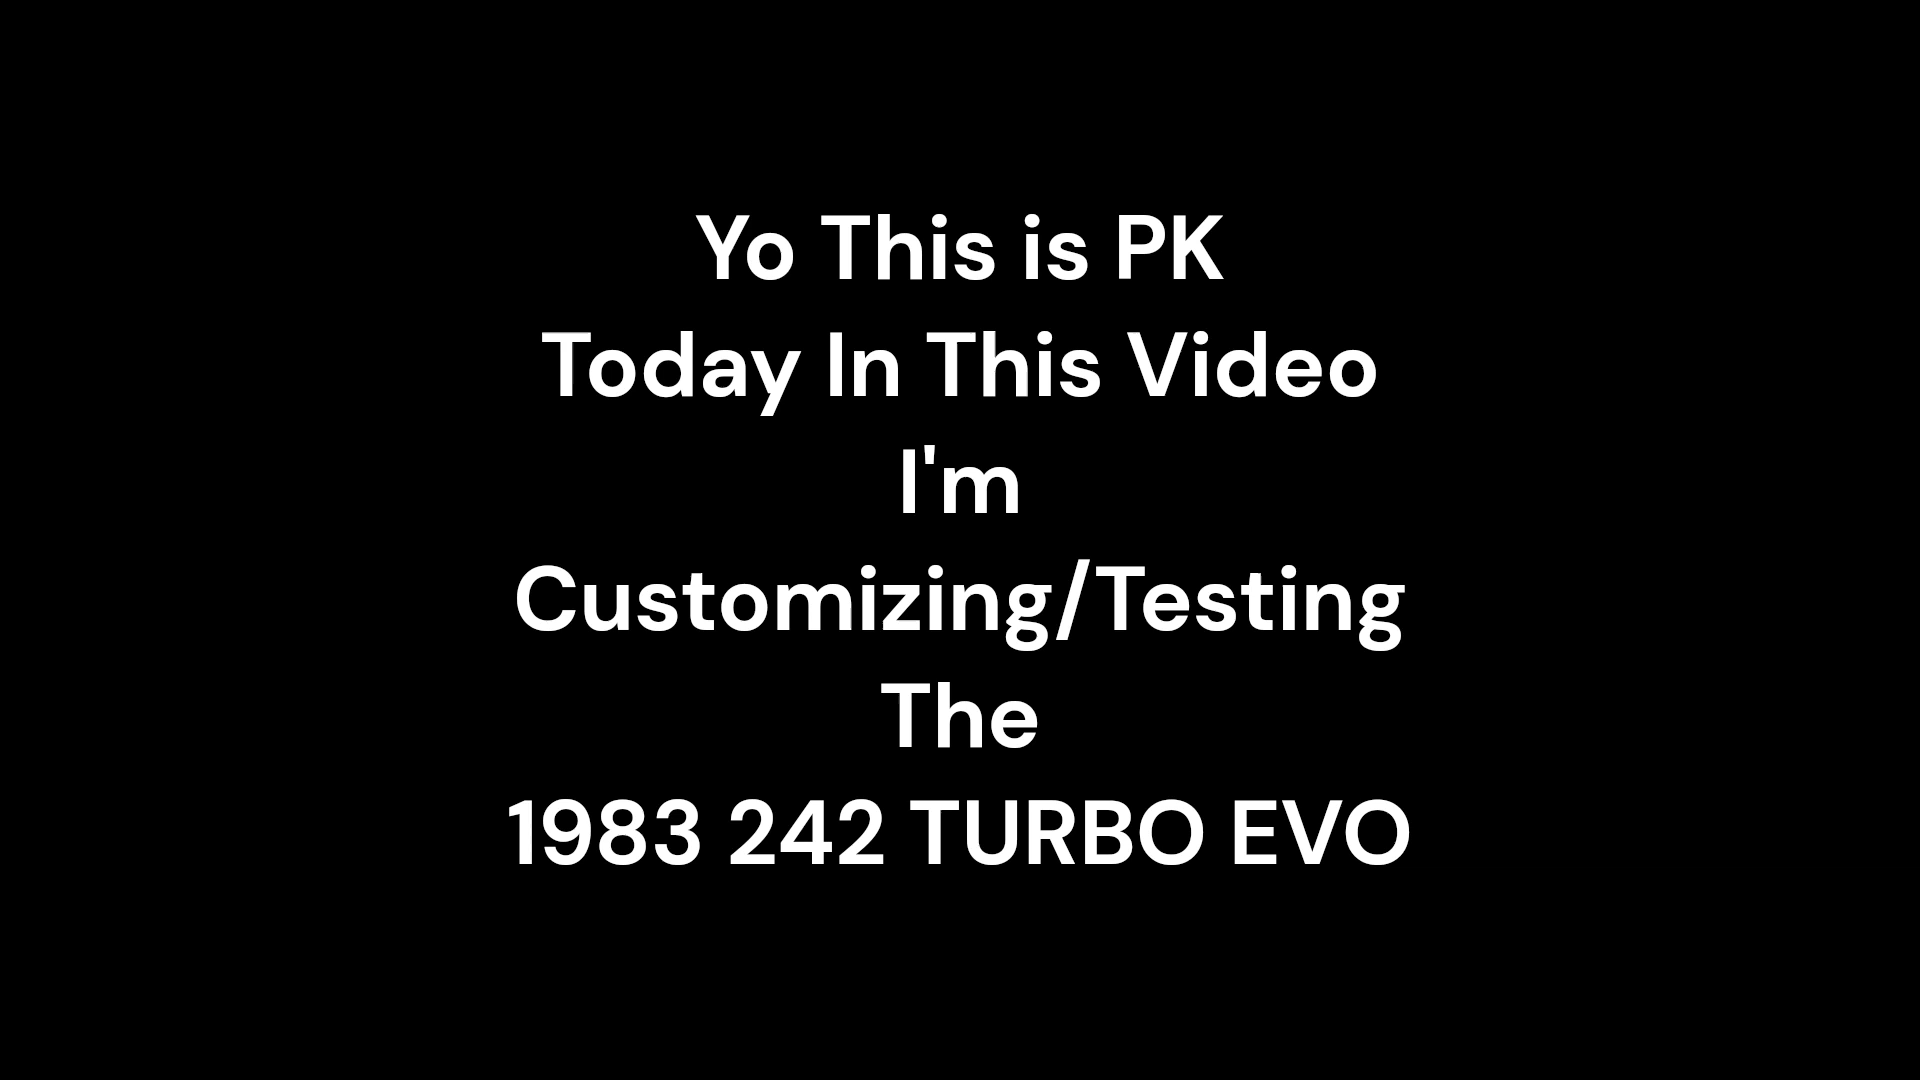 Yo This is PK
Today In This Video
I'm
Customizing/Testing
The
1983 242 TURBO EVO